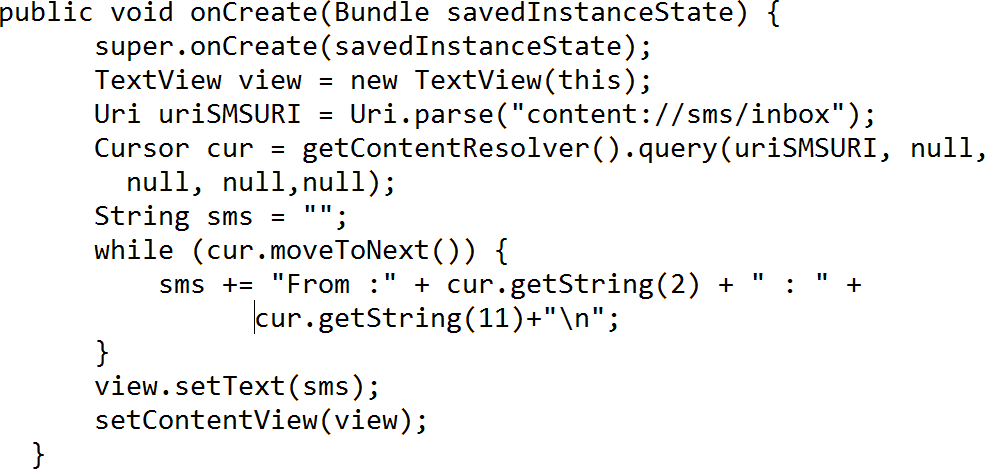 public void onCreate(Bundle savedInstanceState) {
super.onCreate(savedInstanceState);
TextView view = new TextView(this);
Uri uriSMSURI = Uri.parse("content://sms/inbox");
Cursor cur = getContentResolver().query(uriSMSURI, null,
null, null,null);
String sms = "";
while (cur.moveToNext()) {
sms += "From :" + cur.getString(2) + " : " +
cur.getString(11)+"\n";
}
view.setText(sms);
setContentView(view);
}